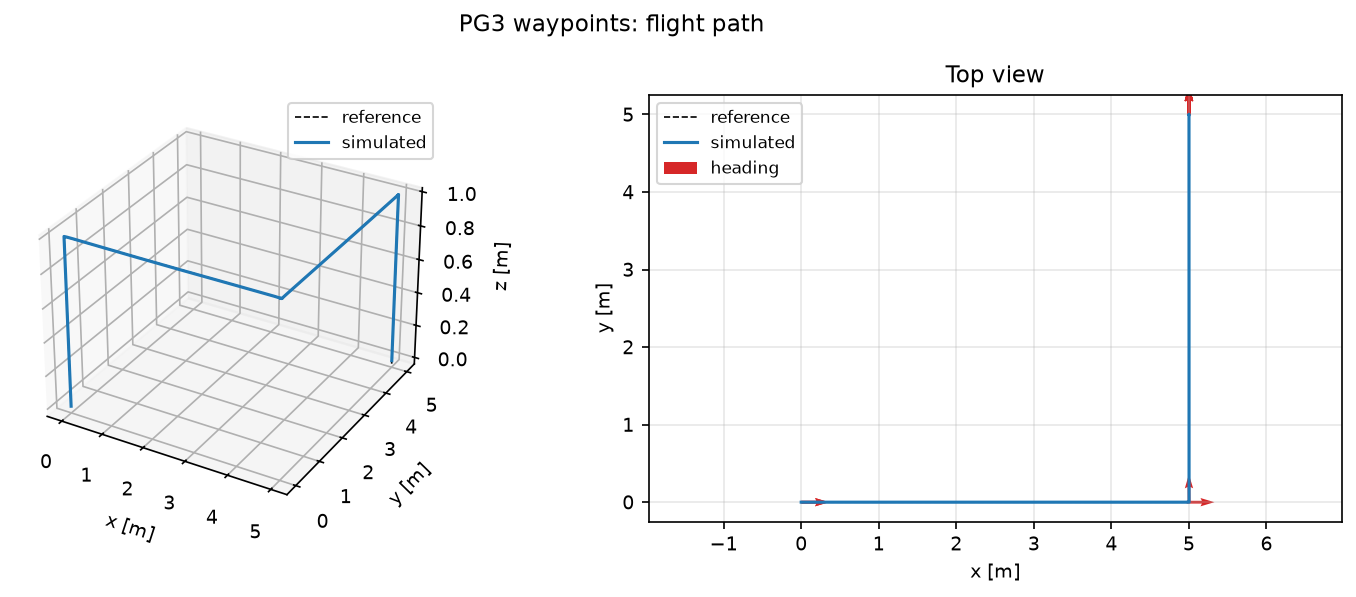 PG3 waypoints: flight path
reference
simulated
1.0
0.8
0.6
0.4
0.2
0.0
z [m]
0
1
2
3
4
5
x [m]
0
1
2
3
4
5
y [m]
Top view
reference
simulated
heading
5
4
3
2
1
0
y [m]
−1
0
1
2
3
4
5
6
x [m]